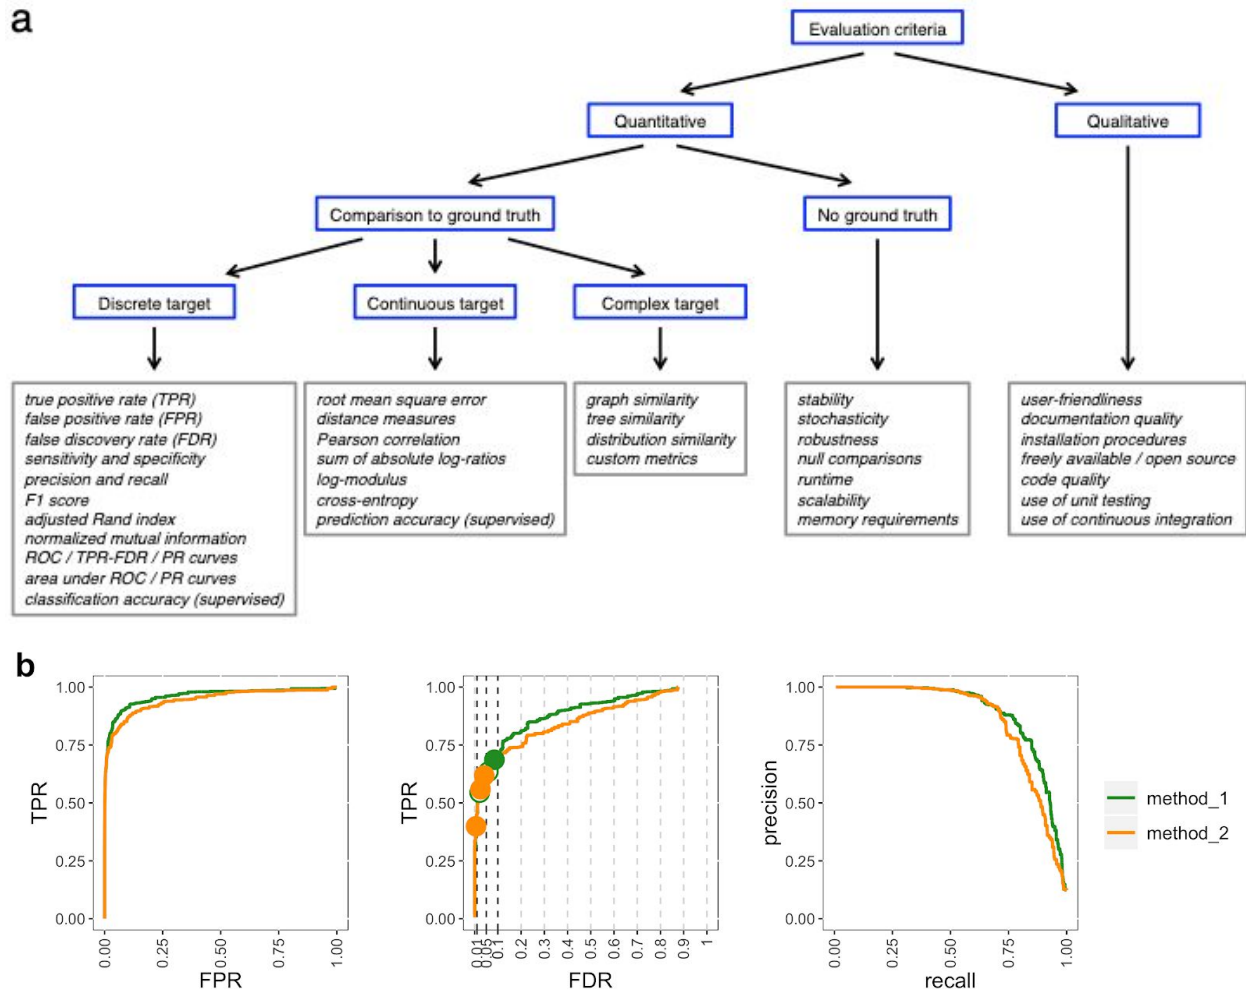 a
Evaluation criteria
Quantitative
Qualitative
Comparison to ground truth
No ground truth
Discrete target
Continuous target
Complex target
true positive rate (TPR)
false positive rate (FPR)
false discovery rate (FDR)
sensitivity and specificity
precision and recall
F1 score
adjusted Rand index
normalized mutual information
ROC / TPR-FDR / PR curves
area under ROC / PR curves
classification accuracy (supervised)
root mean square error
distance measures
Pearson correlation
sum of absolute log-ratios
log-modulus
cross-entropy
prediction accuracy (supervised)
graph similarity
tree similarity
distribution similarity
custom metrics
stability
stochasticity
robustness
null comparisons
runtime
scalability
memory requirements
user-friendliness
documentation quality
installation procedures
freely available / open source
code quality
use of unit testing
use of continuous integration
b
TPR
1.00
0.75
0.50
0.25
0.00
0.00
0.25
0.50
0.75
1.00
FPR
TPR
1.00
0.75
0.50
0.25
0.00
0.01
0.05
0.1
0.2
0.3
0.4
0.5
0.6
0.7
0.8
0.9
1
FDR
precision
1.00
0.75
0.50
0.25
0.00
0.00
0.25
0.50
0.75
1.00
recall
method_1
method_2